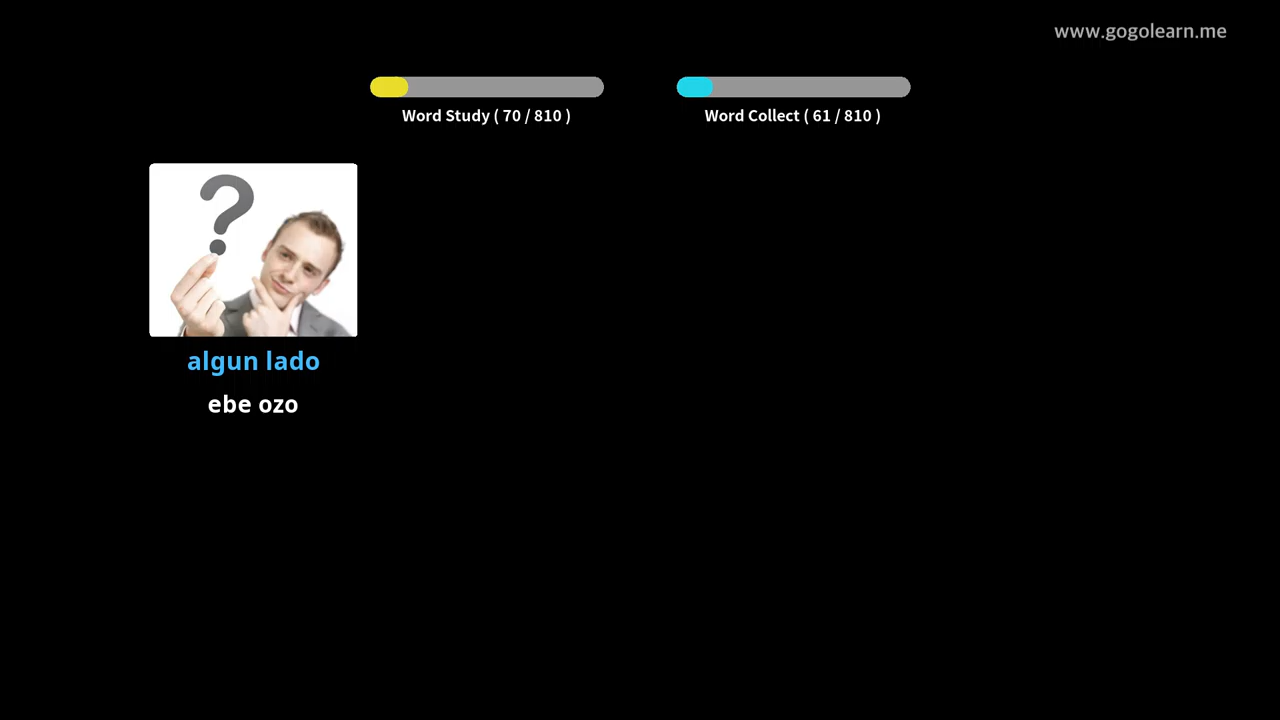 www.gogolearn.me
Word Study ( 70 / 810 )
Word Collect ( 61 / 810 )
?
algun lado
ebe ozo